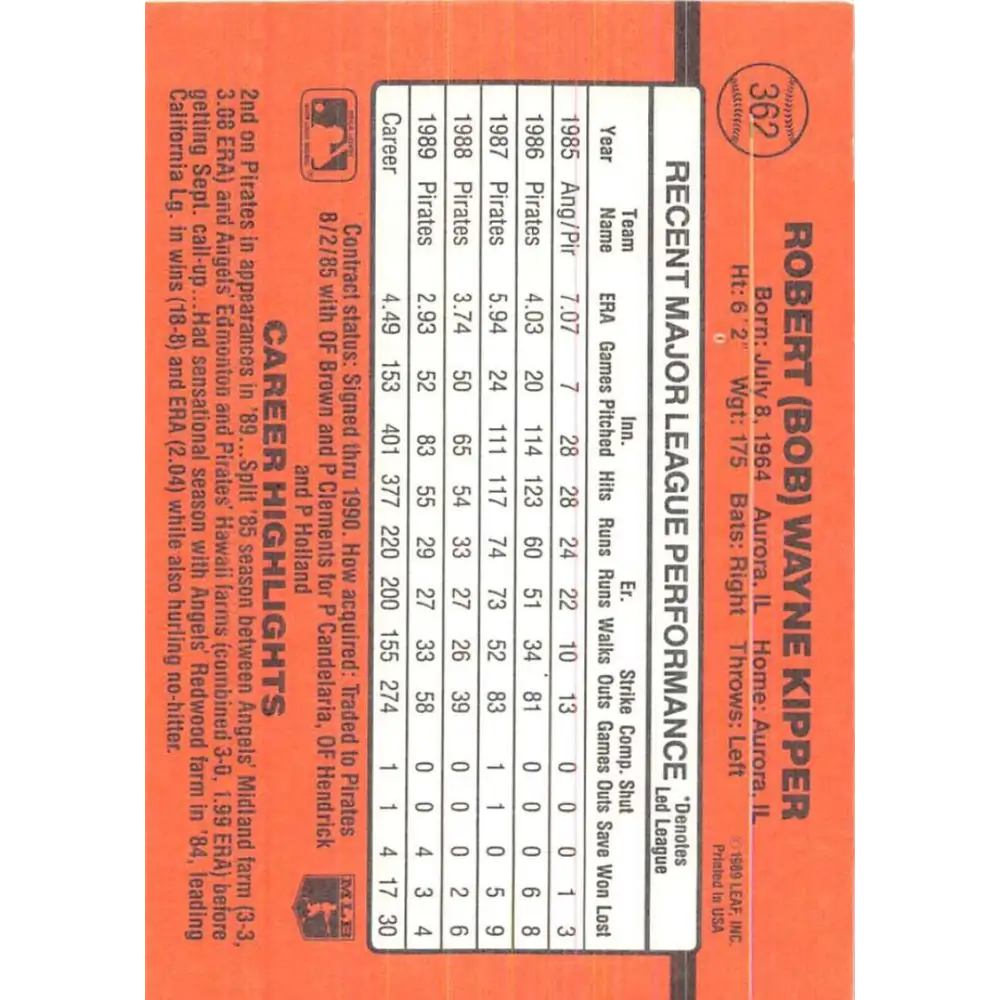 362
ROBERT (BOB) WAYNE KIPPER
Born: July 8, 1964 Aurora, IL Home: Aurora, IL
Ht: 6'2" Wgt: 175 Bats: Right Throws: Left
© 1989 LEAF, INC.
Printed in USA
RECENT MAJOR LEAGUE PERFORMANCE *Denotes
Led League
Team Inn. Er. Strike Comp. Shut
Year Name ERA Games Pitched Hits Runs Runs Walks Outs Games Outs Save Won Lost
1985 Ang/Pir 7.07 7 28 28 24 22 10 13 0 0 0 1 3
1986 Pirates 4.03 20 114 123 60 51 34 81 0 0 0 6 8
1987 Pirates 5.94 24 111 117 74 73 52 83 1 1 0 5 9
1988 Pirates 3.74 50 65 54 33 27 26 39 0 0 0 2 6
1989 Pirates 2.93 52 83 55 29 27 33 58 0 0 4 3 4
Career 4.49 153 401 377 220 200 155 274 1 1 4 17 30
Contract status: Signed thru 1990. How acquired: Traded to Pirates
8/2/85 with OF Brown and P Clements for P Candelaria, OF Hendrick
and P Holland
MLB
CAREER HIGHLIGHTS
2nd on Pirates in appearances in '89...Split '85 season between Angels' Midland farm (3-3,
3.06 ERA) and Angels' Edmonton and Pirates' Hawaii farms (combined 3-0, 1.99 ERA) before
getting Sept. call-up...Had sensational season with Angels' Redwood farm in '84, leading
California Lg. in wins (18-8) and ERA (2.04) while also hurling no-hitter.